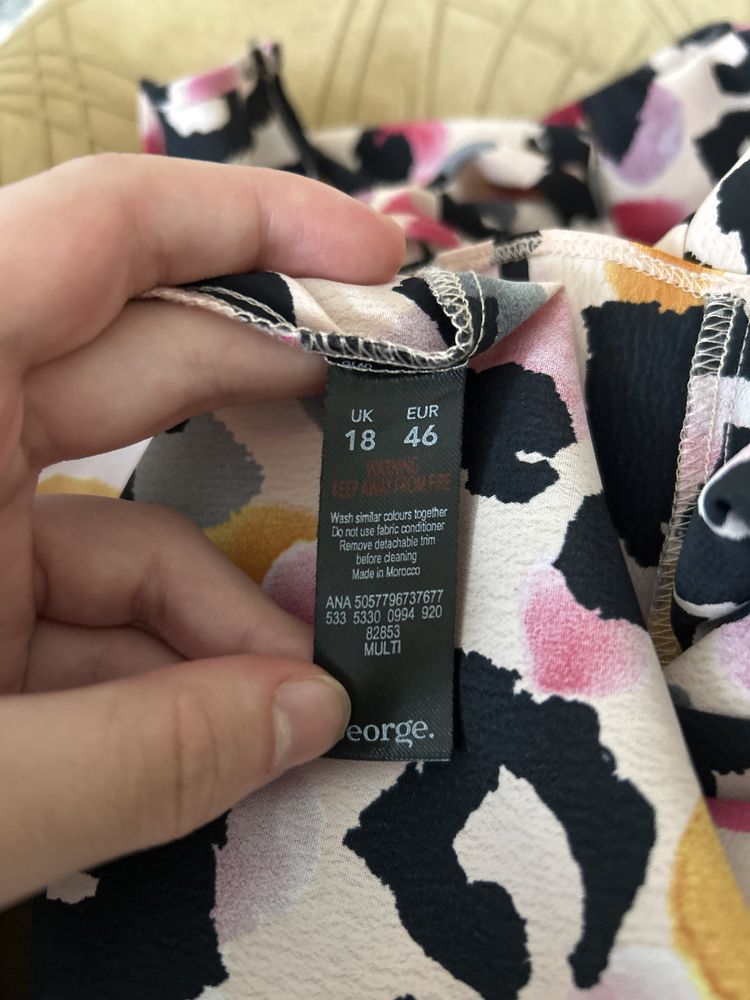 UK EUR
18 46
WARNING
KEEP AWAY FROM FIRE
Wash similar colours together
Do not use fabric conditioner
Remove detachable trim
before cleaning
Made in Morocco
ANA 5057796737677
533 5330 0994 920
82853
MULTI
eorge.